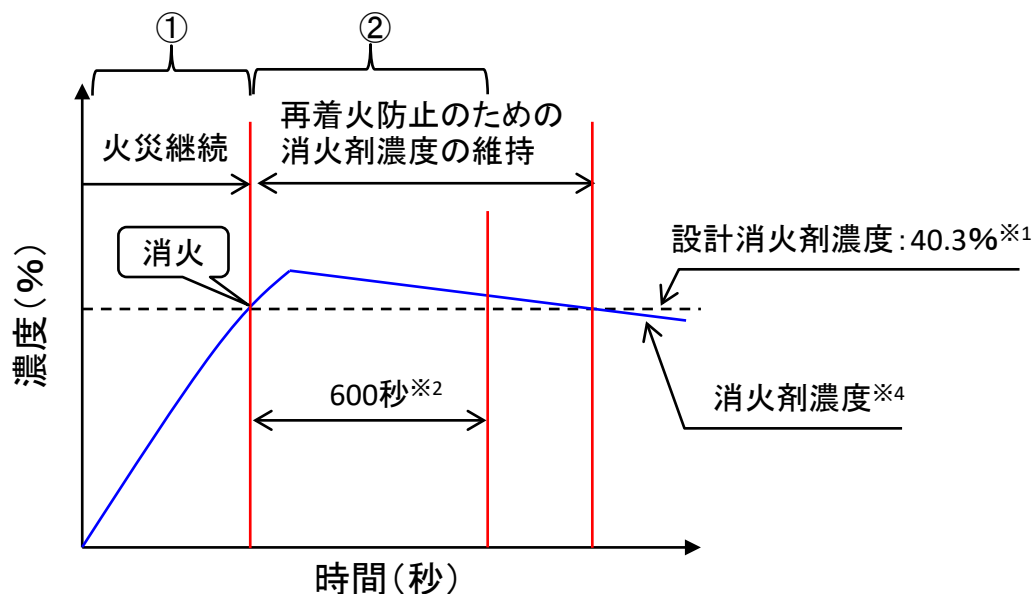 ①
②
火災継続
再着火防止のための
消火剤濃度の維持
消火
設計消火剤濃度:40.3%※1
濃度(%)
600秒※2
消火剤濃度※4
時間(秒)